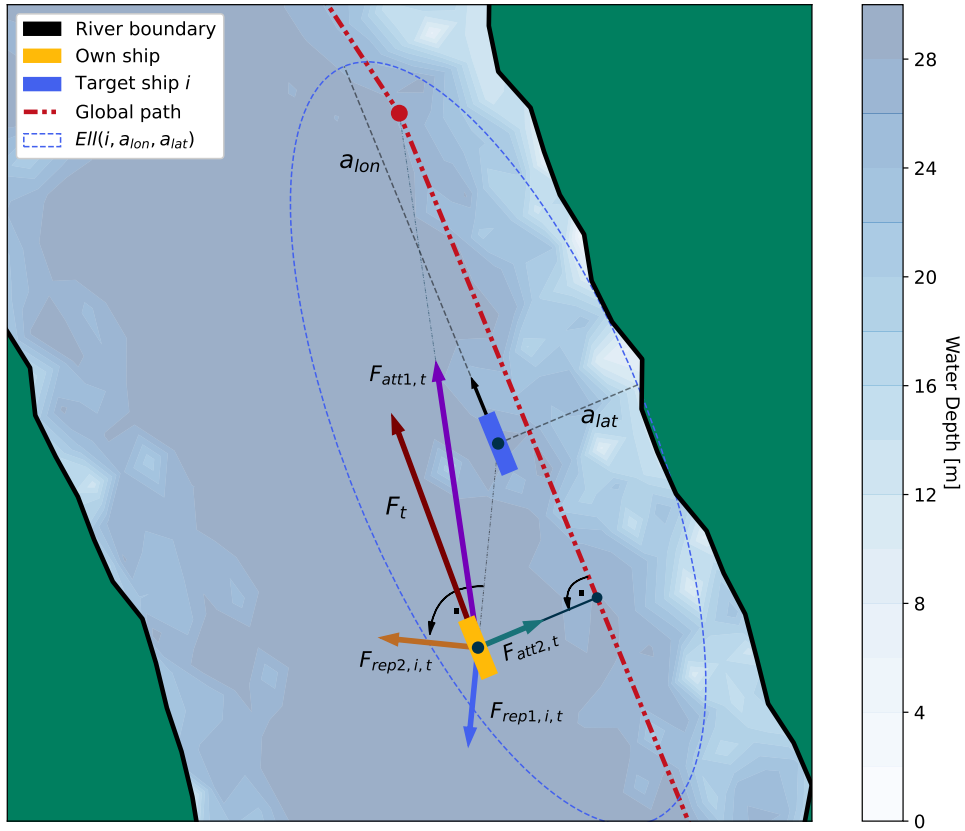 River boundary
Own ship
Target ship i
Global path
Ell(i, a_lon, a_lat)
a_lon
F_att1, t
a_lat
F_t
F_att2, t
F_rep2, i, t
F_rep1, i, t
28
24
20
16
12
8
4
0
Water Depth [m]